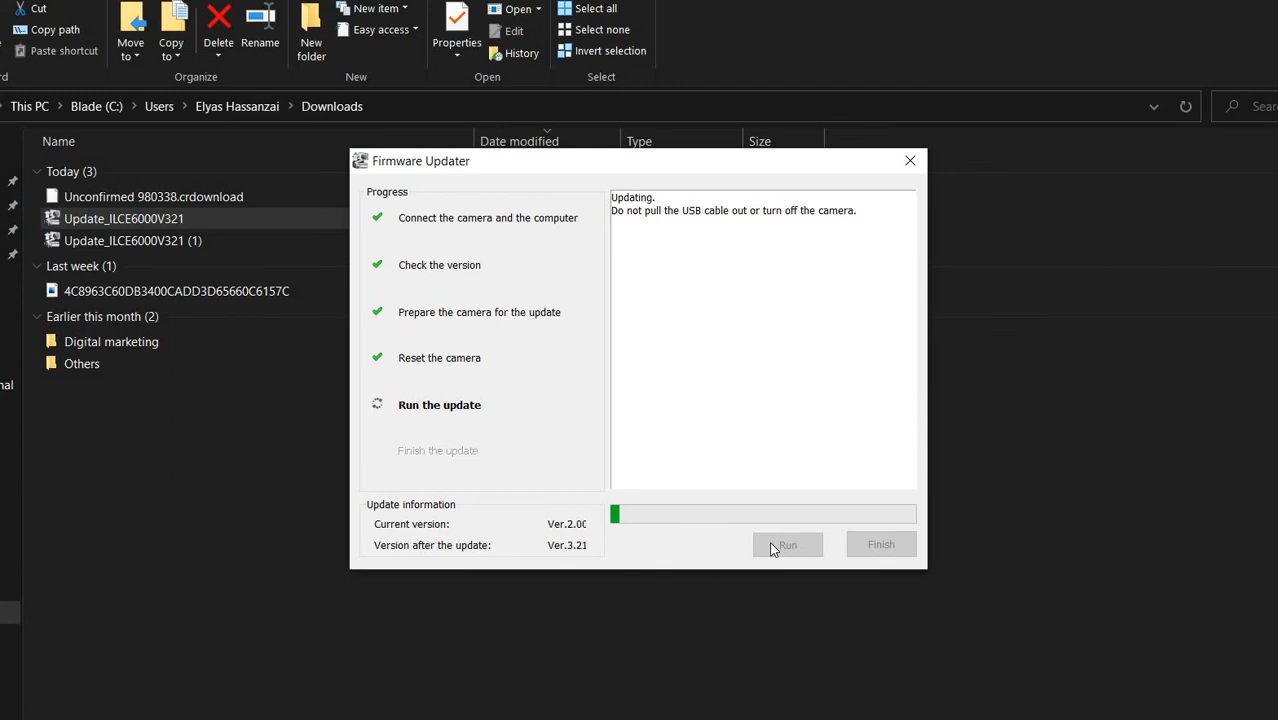 Cut
Copy path
Paste shortcut
Move to
Copy to
Delete
Rename
Organize
New folder
New item
Easy access
New
Properties
Open
Edit
History
Open
Select all
Select none
Invert selection
Select
This PC > Blade (C:) > Users > Elyas Hassanzai > Downloads
Sear
Name
Date modified
Type
Size
Today (3)
Unconfirmed 980338.crdownload
Update_ILCE6000V321
Update_ILCE6000V321 (1)
Last week (1)
4C8963C60DB3400CADD3D65660C6157C
Earlier this month (2)
Digital marketing
Others
nal
Firmware Updater
Progress
Connect the camera and the computer
Check the version
Prepare the camera for the update
Reset the camera
Run the update
Finish the update
Updating.
Do not pull the USB cable out or turn off the camera.
Update information
Current version: Ver.2.00
Version after the update: Ver.3.21
Run
Finish